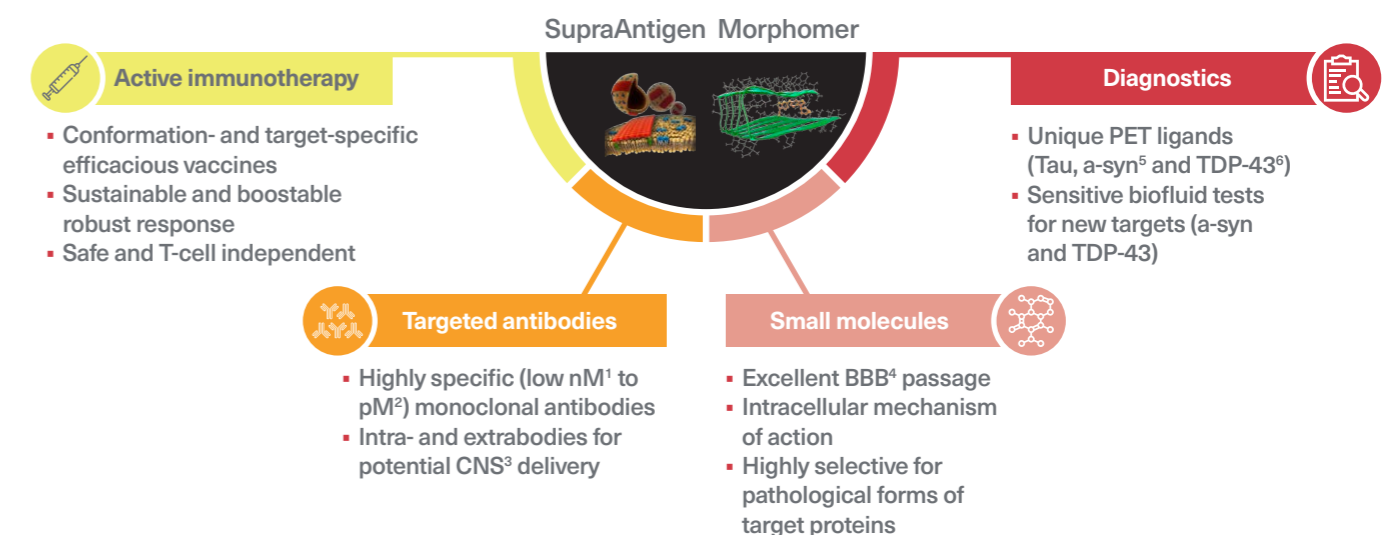 SupraAntigen Morphomer
Active immunotherapy
▪ Conformation- and target-specific
efficacious vaccines
▪ Sustainable and boostable
robust response
▪ Safe and T-cell independent
Diagnostics
▪ Unique PET ligands
(Tau, a-syn⁵ and TDP-43⁶)
▪ Sensitive biofluid tests
for new targets (a-syn
and TDP-43)
Targeted antibodies
▪ Highly specific (low nM¹ to
pM²) monoclonal antibodies
▪ Intra- and extrabodies for
potential CNS³ delivery
Small molecules
▪ Excellent BBB⁴ passage
▪ Intracellular mechanism
of action
▪ Highly selective for
pathological forms of
target proteins